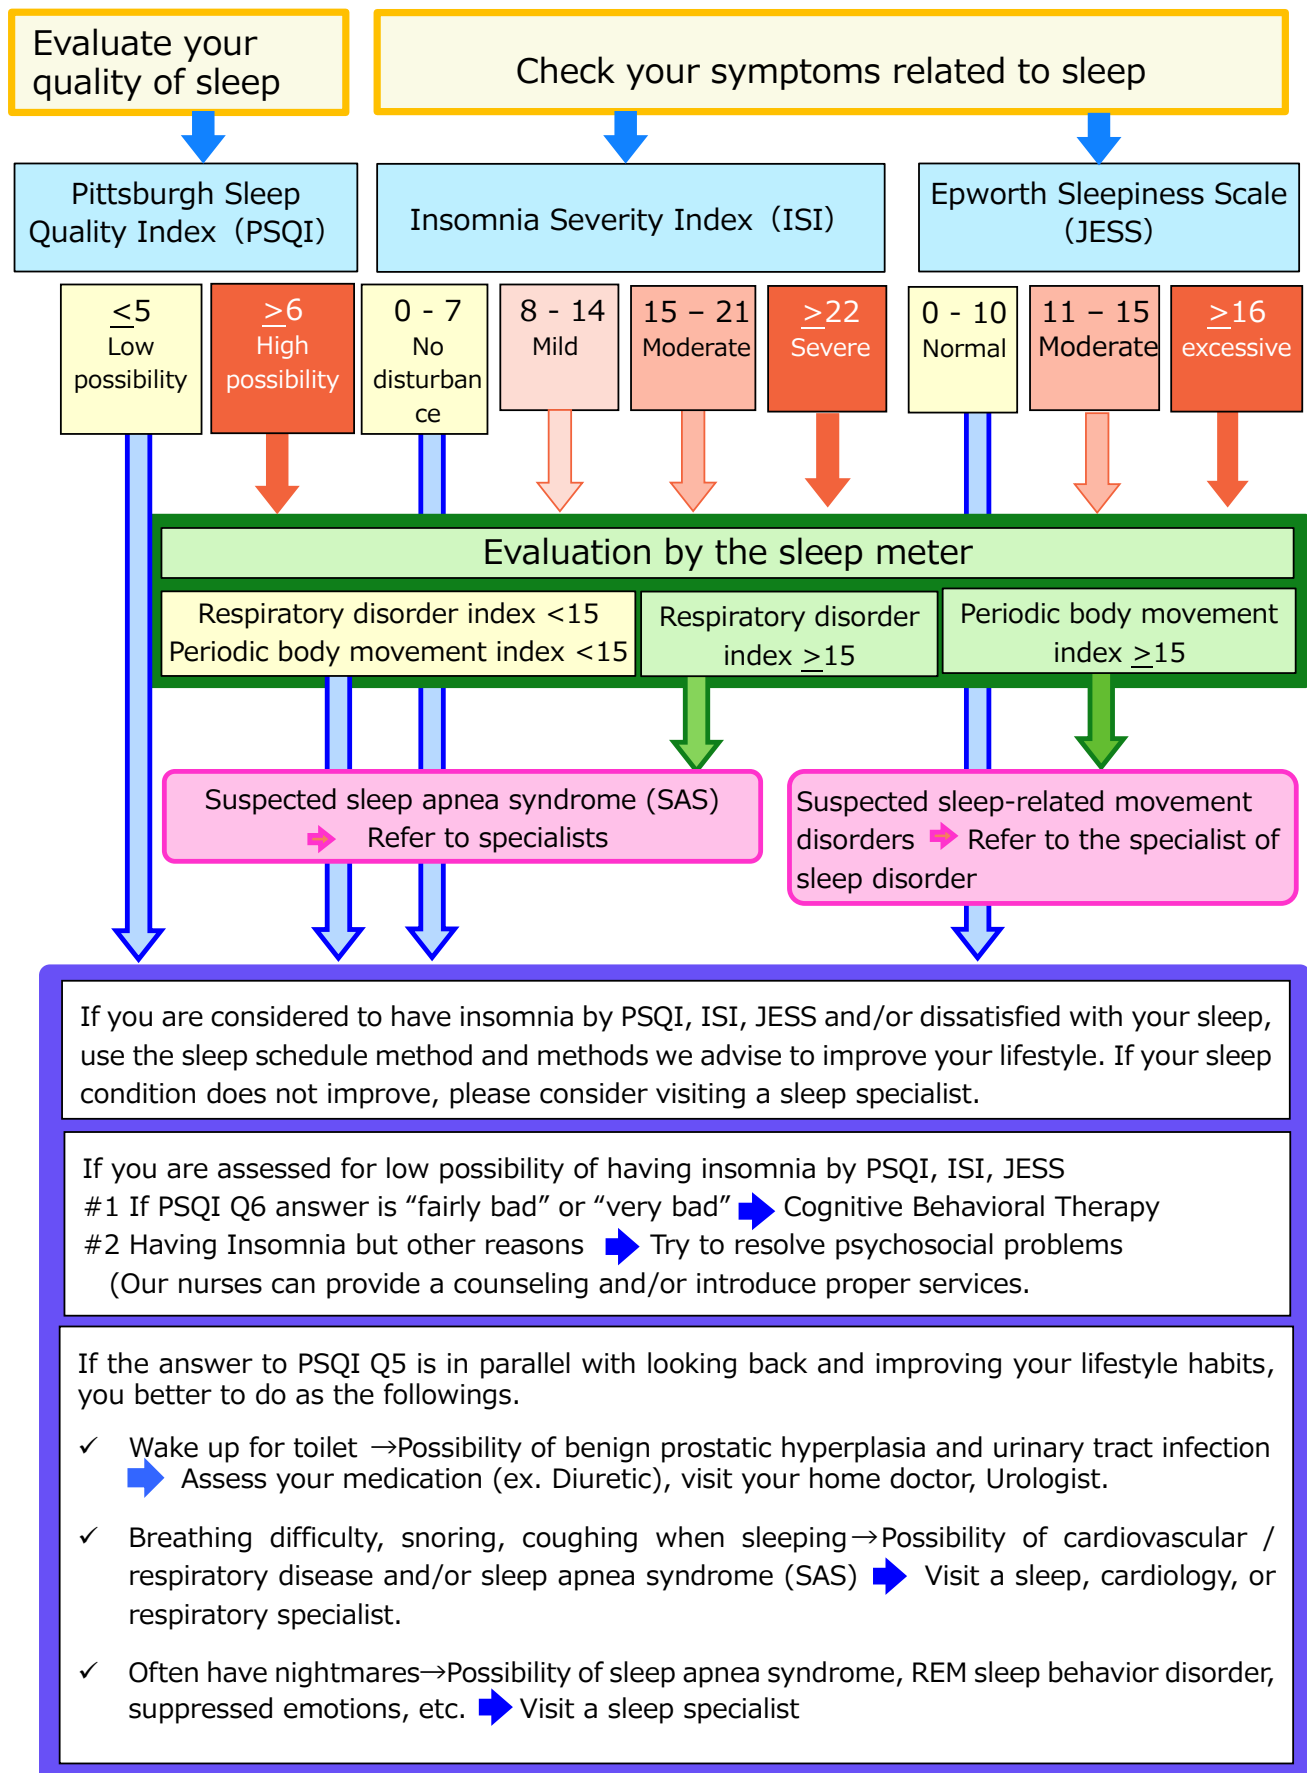 Evaluate your
quality of sleep
Check your symptoms related to sleep
Pittsburgh Sleep
Quality Index（PSQI）
Insomnia Severity Index（ISI）
Epworth Sleepiness Scale
（JESS）
<5
Low
possibility
>6
High
possibility
0 - 7
No
disturban
ce
8 - 14
Mild
15 – 21
Moderate
>22
Severe
0 - 10
Normal
11 – 15
Moderate
>16
excessive
Evaluation by the sleep meter
Respiratory disorder index <15
Periodic body movement index <15
Respiratory disorder
index >15
Periodic body movement
index >15
Suspected sleep apnea syndrome (SAS)
Refer to specialists
Suspected sleep-related movement
disorders Refer to the specialist of
sleep disorder
If you are considered to have insomnia by PSQI, ISI, JESS and/or dissatisfied with your sleep,
use the sleep schedule method and methods we advise to improve your lifestyle. If your sleep
condition does not improve, please consider visiting a sleep specialist.
If you are assessed for low possibility of having insomnia by PSQI, ISI, JESS
#1 If PSQI Q6 answer is “fairly bad” or “very bad” Cognitive Behavioral Therapy
#2 Having Insomnia but other reasons Try to resolve psychosocial problems
(Our nurses can provide a counseling and/or introduce proper services.
If the answer to PSQI Q5 is in parallel with looking back and improving your lifestyle habits,
you better to do as the followings.
✓ Wake up for toilet →Possibility of benign prostatic hyperplasia and urinary tract infection
Assess your medication (ex. Diuretic), visit your home doctor, Urologist.
✓ Breathing difficulty, snoring, coughing when sleeping→Possibility of cardiovascular /
respiratory disease and/or sleep apnea syndrome (SAS) Visit a sleep, cardiology, or
respiratory specialist.
✓ Often have nightmares→Possibility of sleep apnea syndrome, REM sleep behavior disorder,
suppressed emotions, etc. Visit a sleep specialist